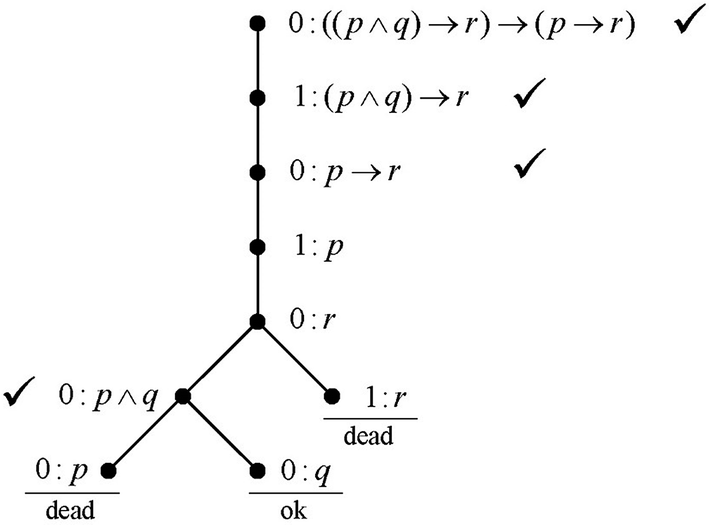 0:((p∧q)→r)→(p→r) ✓
1:(p∧q)→r ✓
0:p→r ✓
1:p
0:r
✓ 0:p∧q
1:r
dead
0:p
0:q
dead
ok